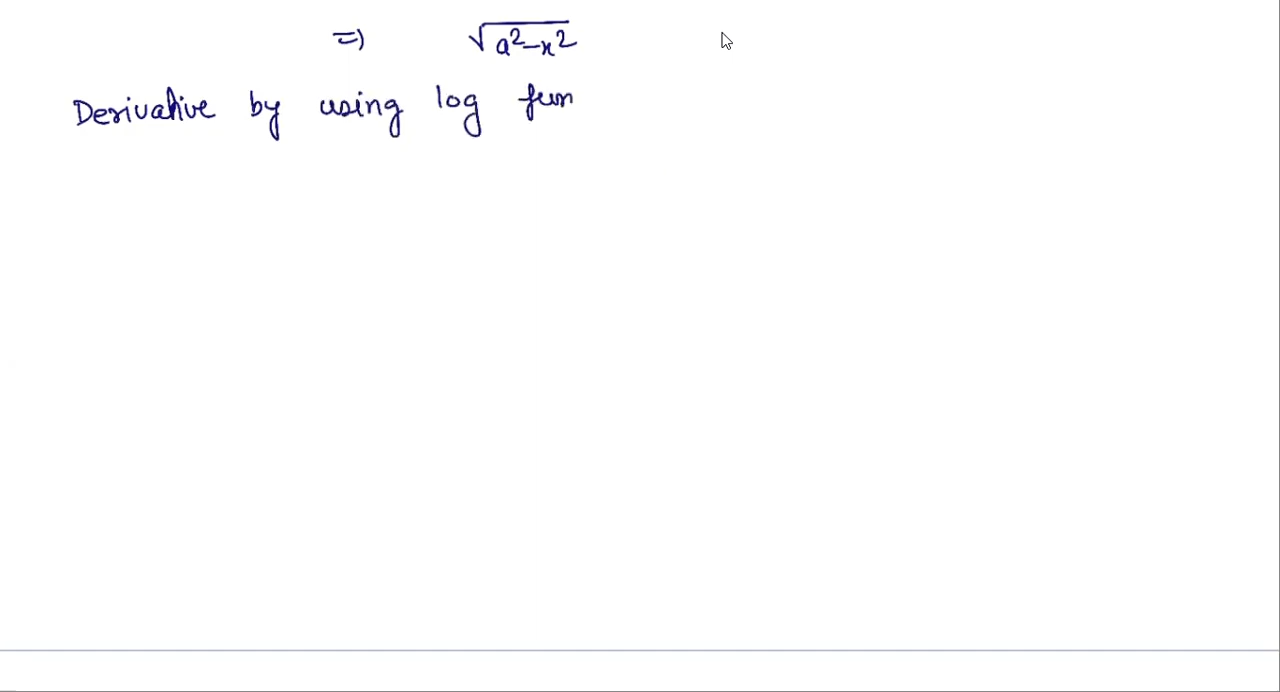 =) √a²-x²
Derivative by using log fun